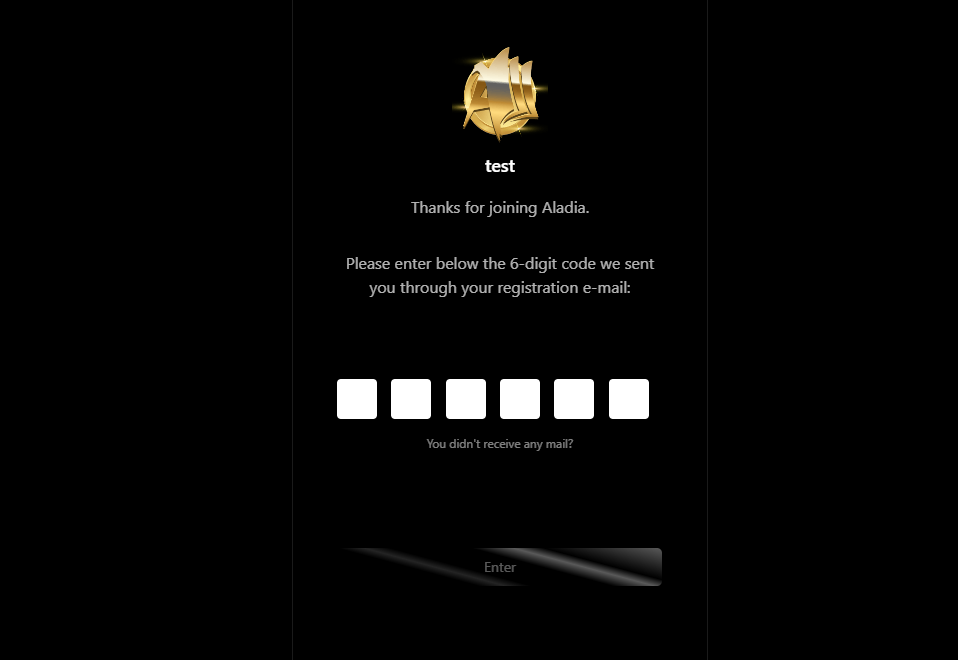 test
Thanks for joining Aladia.
Please enter below the 6-digit code we sent
you through your registration e-mail:
You didn't receive any mail?
Enter